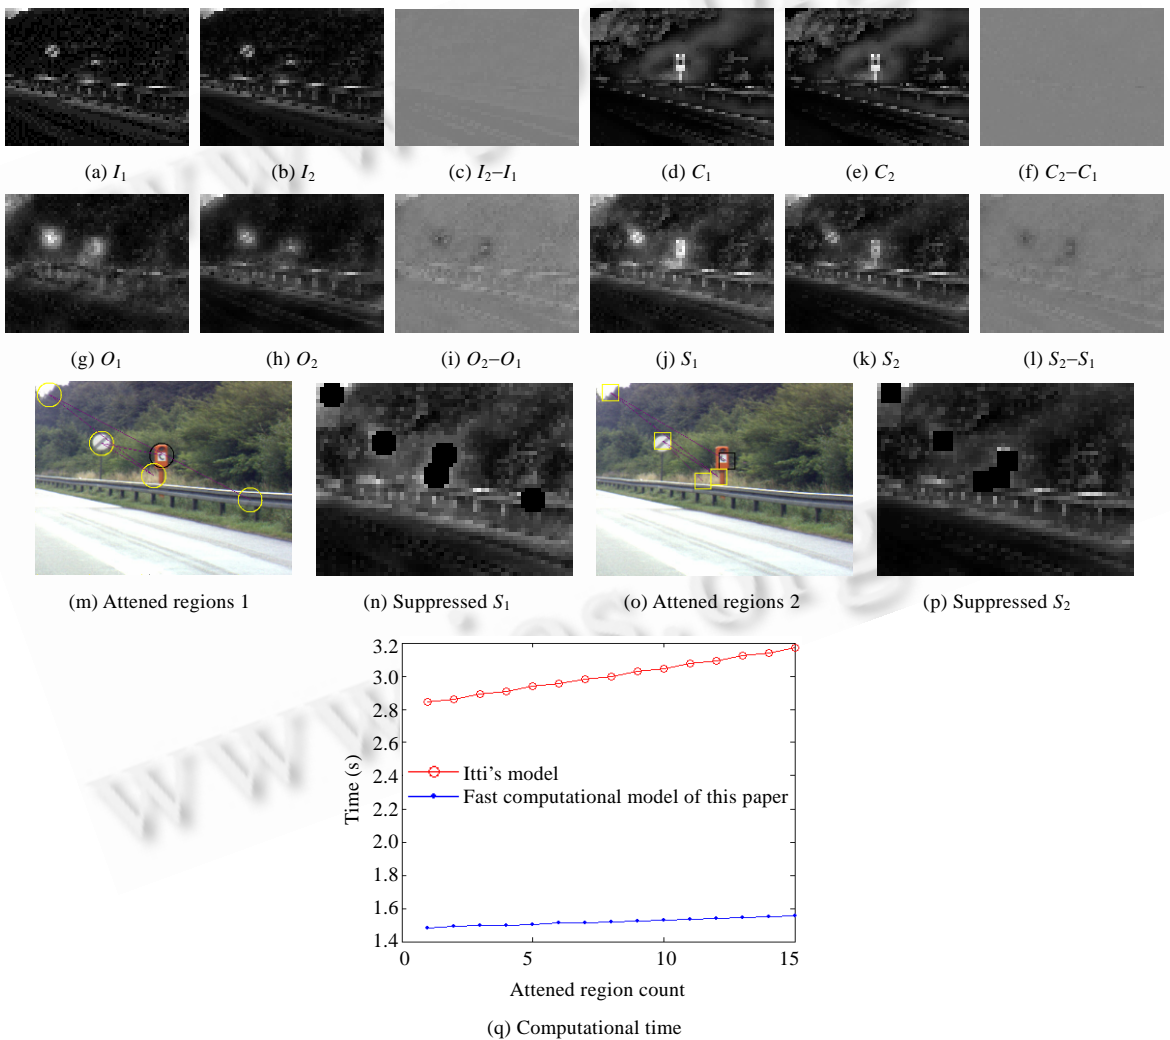 (a) I₁ (b) I₂ (c) I₂−I₁ (d) C₁ (e) C₂ (f) C₂−C₁
(g) O₁ (h) O₂ (i) O₂−O₁ (j) S₁ (k) S₂ (l) S₂−S₁
(m) Attened regions 1 (n) Suppressed S₁ (o) Attened regions 2 (p) Suppressed S₂
3.2
3.0
2.8
2.6
2.4
2.2
2.0
1.8
1.6
1.4
Time (s)
Itti's model
Fast computational model of this paper
0 5 10 15
Attened region count
(q) Computational time